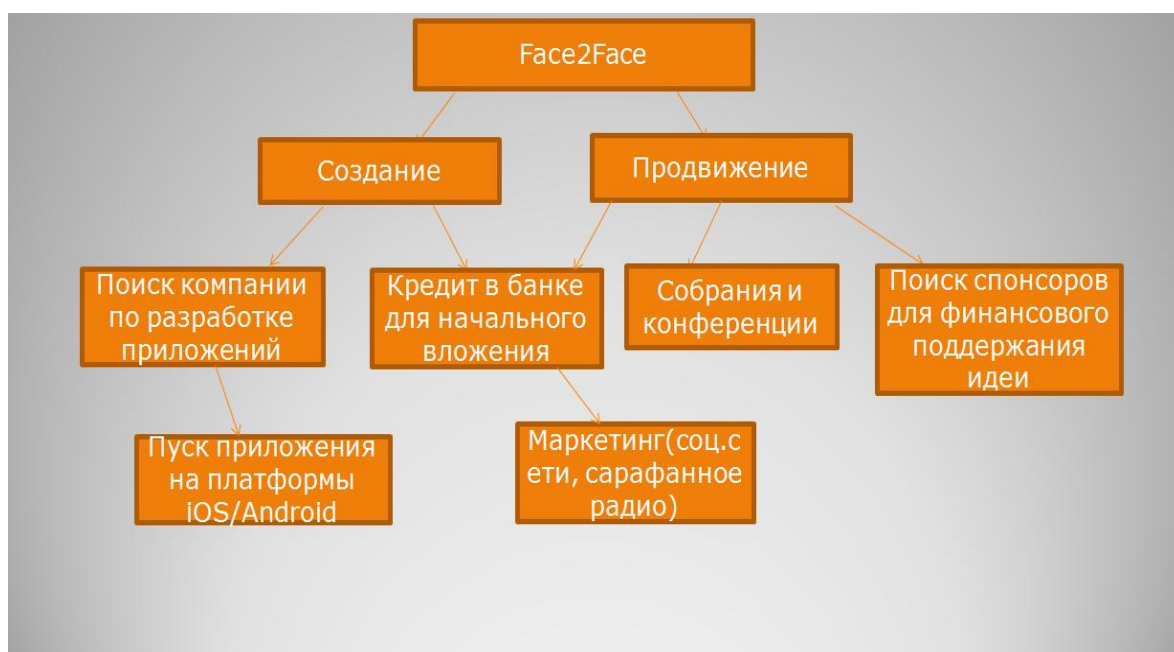 Face2Face
Создание
Продвижение
Поиск компании
по разработке
приложений
Кредит в банке
для начального
вложения
Собрания и
конференции
Поиск спонсоров
для финансового
поддержания
идеи
Пуск приложения
на платформы
iOS/Android
Маркетинг(соц.с
ети, сарафанное
радио)